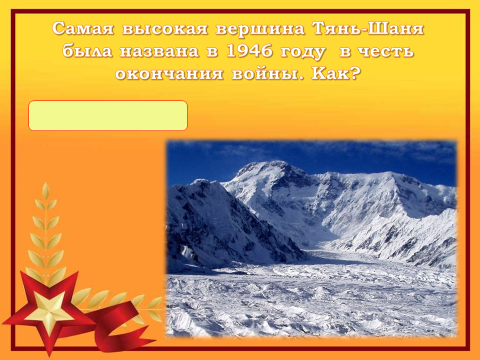 Самая высокая вершина Тянь-Шаня
была названа в 1946 году  в честь
окончания войны. Как?